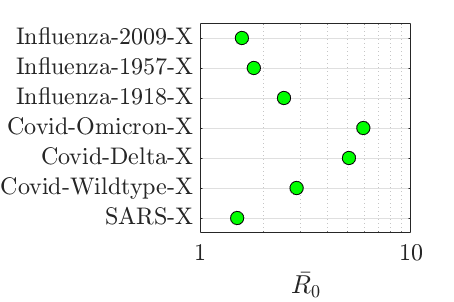 Influenza-2009-X
Influenza-1957-X
Influenza-1918-X
Covid-Omicron-X
Covid-Delta-X
Covid-Wildtype-X
SARS-X
1 10
R̄₀